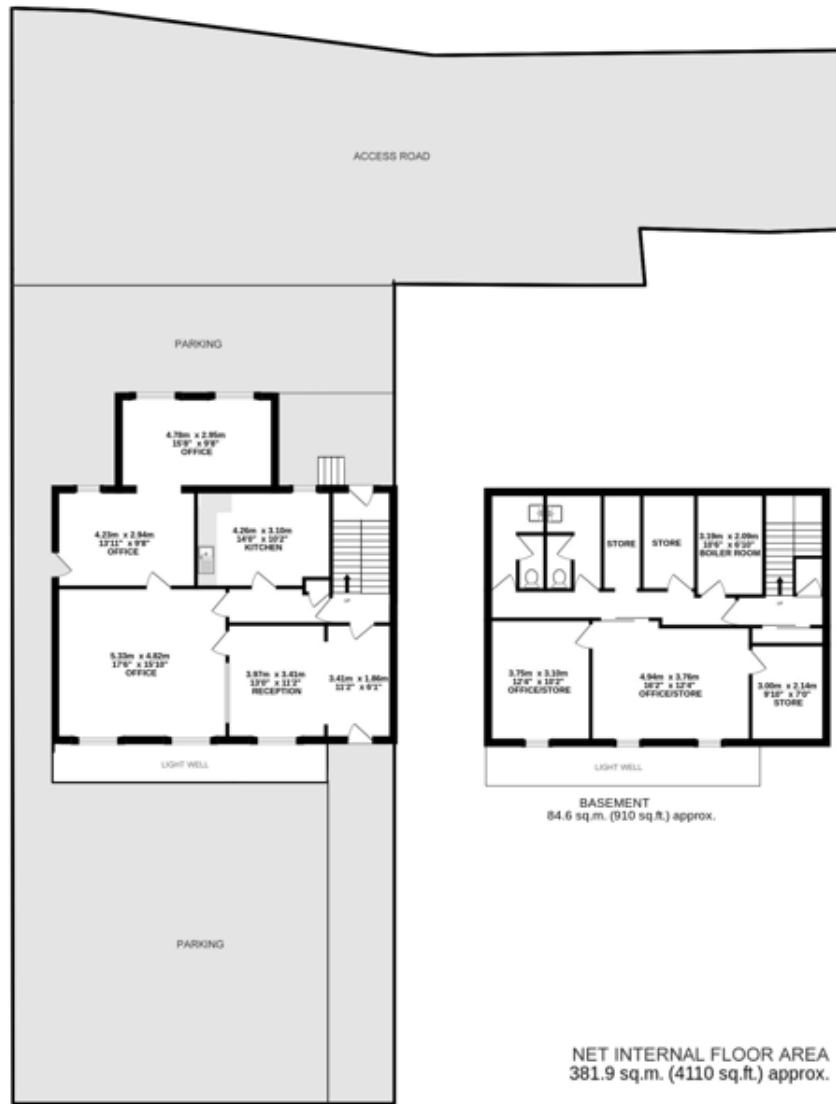 ACCESS ROAD
PARKING
4.78m x 2.95m
15'8" x 9'8"
OFFICE
4.23m x 2.94m
13'11" x 9'8"
OFFICE
4.26m x 3.10m
14'0" x 10'2"
KITCHEN
UP
5.33m x 4.82m
17'6" x 15'10"
OFFICE
3.97m x 3.41m
13'0" x 11'2"
RECEPTION
3.41m x 1.86m
11'2" x 6'1"
LIGHT WELL
PARKING
STORE
STORE
3.19m x 2.09m
10'6" x 6'10"
BOILER ROOM
UP
3.75m x 3.10m
12'4" x 10'2"
OFFICE/STORE
4.94m x 3.76m
16'2" x 12'4"
OFFICE/STORE
3.00m x 2.14m
9'10" x 7'0"
STORE
LIGHT WELL
BASEMENT
84.6 sq.m. (910 sq.ft.) approx.
NET INTERNAL FLOOR AREA
381.9 sq.m. (4110 sq.ft.) approx.